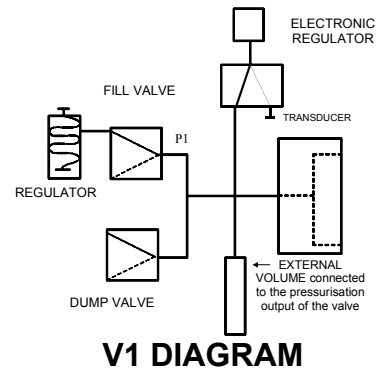 ELECTRONIC
REGULATOR
FILL VALVE
TRANSDUCER
P1
REGULATOR
DUMP VALVE
EXTERNAL
VOLUME connected
to the pressurisation
output of the valve
V1 DIAGRAM